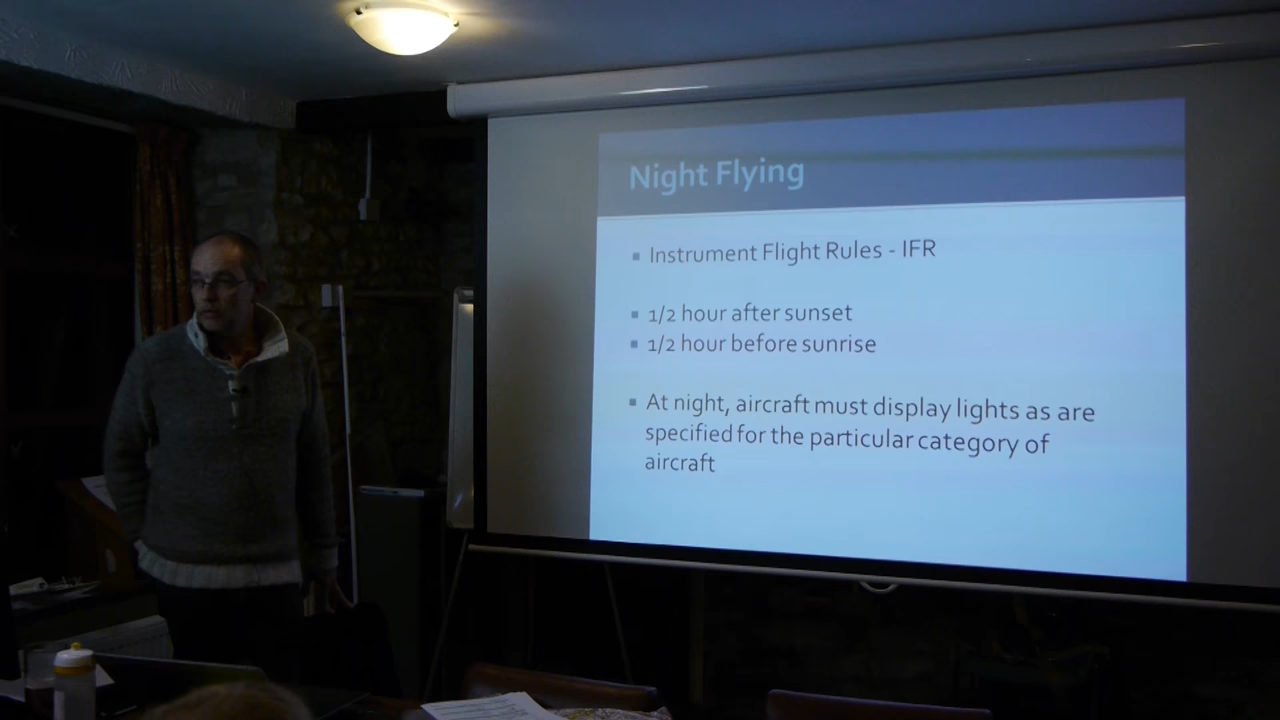 Night Flying
▪ Instrument Flight Rules - IFR
▪ 1/2 hour after sunset
▪ 1/2 hour before sunrise
▪ At night, aircraft must display lights as are
specified for the particular category of
aircraft